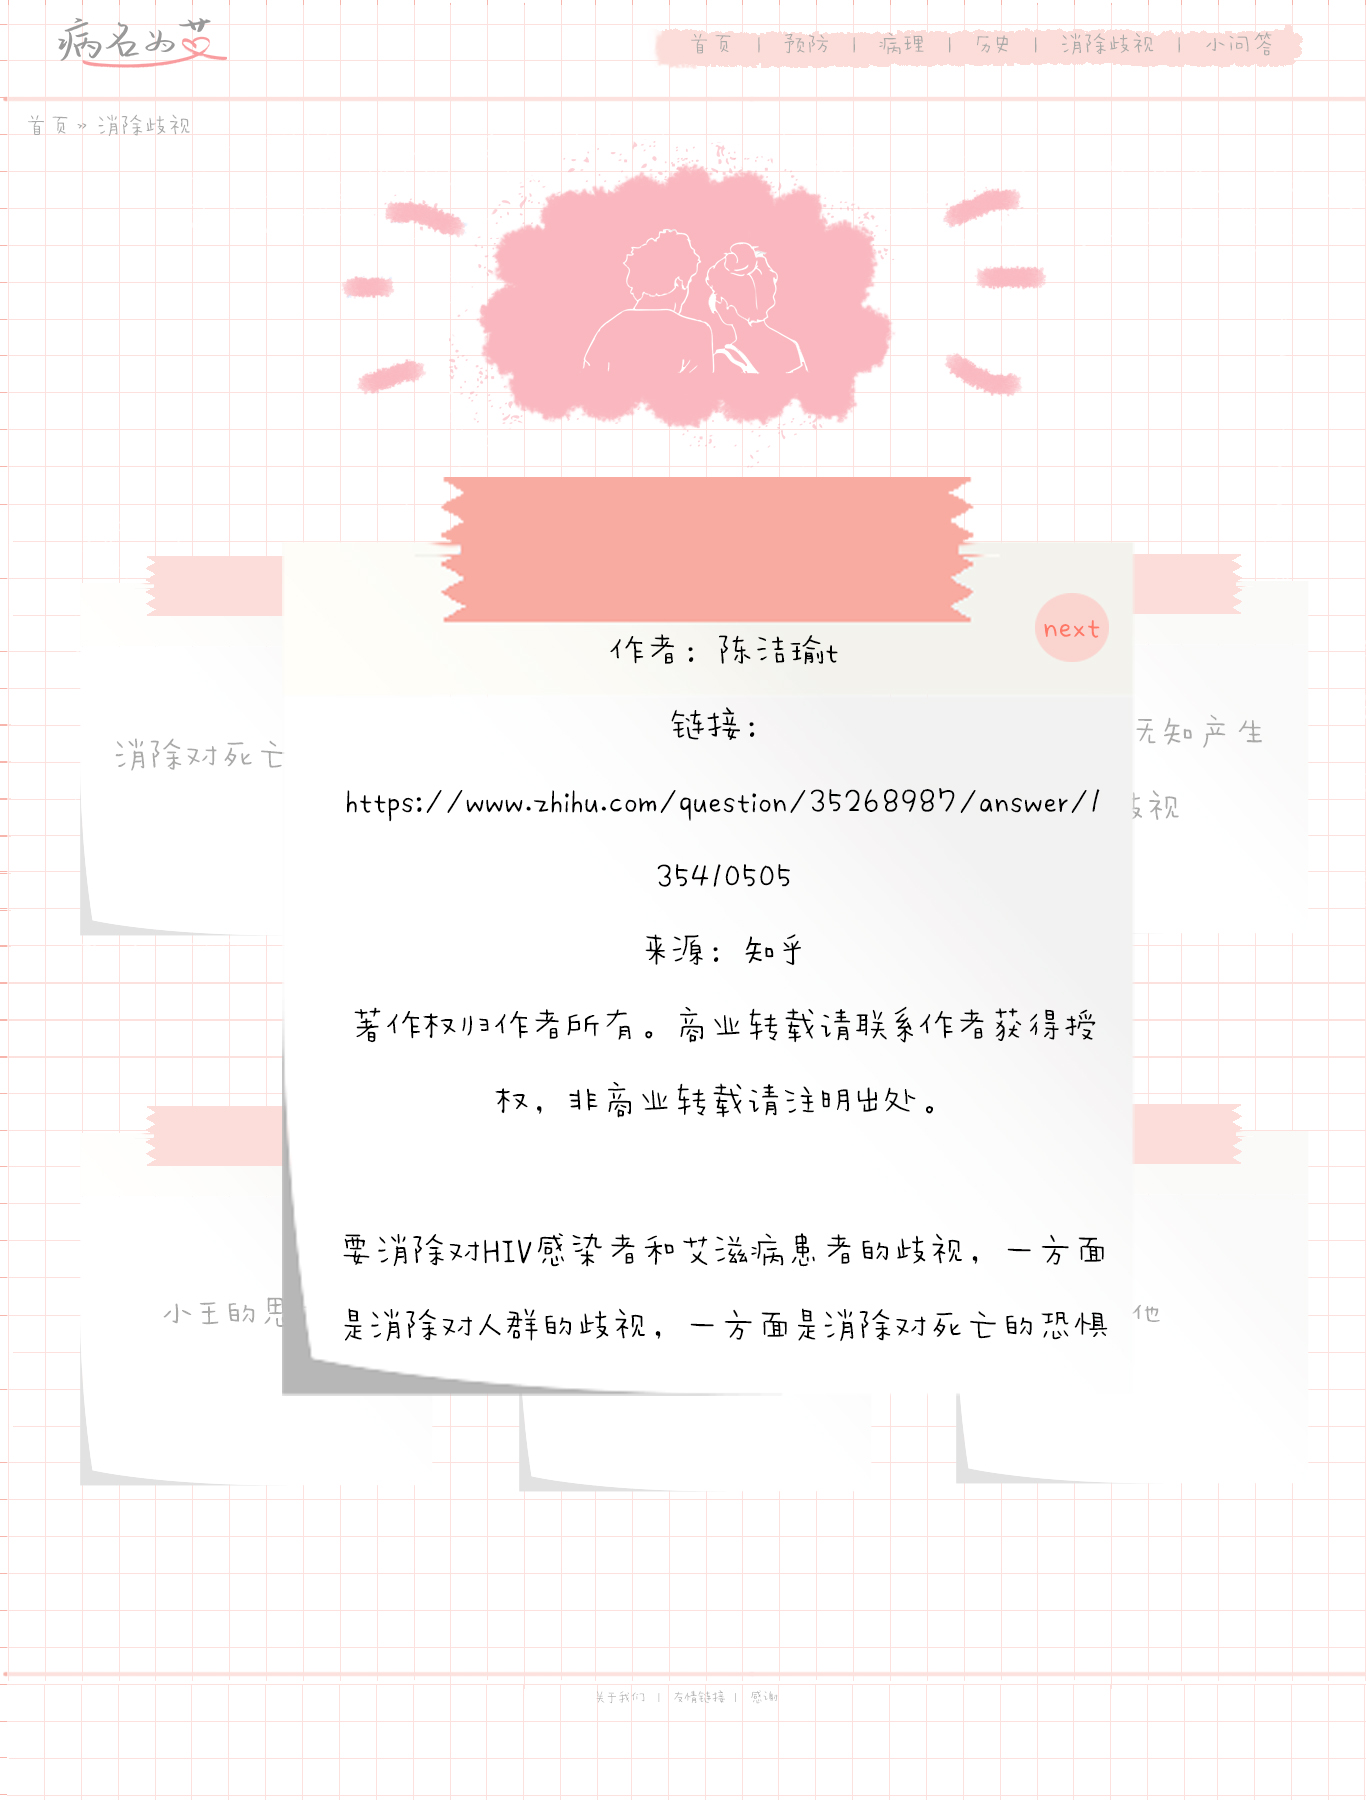 病名为艾
首页 | 预防 | 病理 | 历史 | 消除歧视 | 小问答
首页 » 消除歧视
next
作者：陈洁瑜t
链接：
https://www.zhihu.com/question/35268987/answer/1
35410505
来源：知乎
著作权归作者所有。商业转载请联系作者获得授
权，非商业转载请注明出处。
要消除对HIV感染者和艾滋病患者的歧视，一方面
是消除对人群的歧视，一方面是消除对死亡的恐惧
消除对死亡
无知产生
歧视
小王的思
他
关于我们 | 友情链接 | 感谢